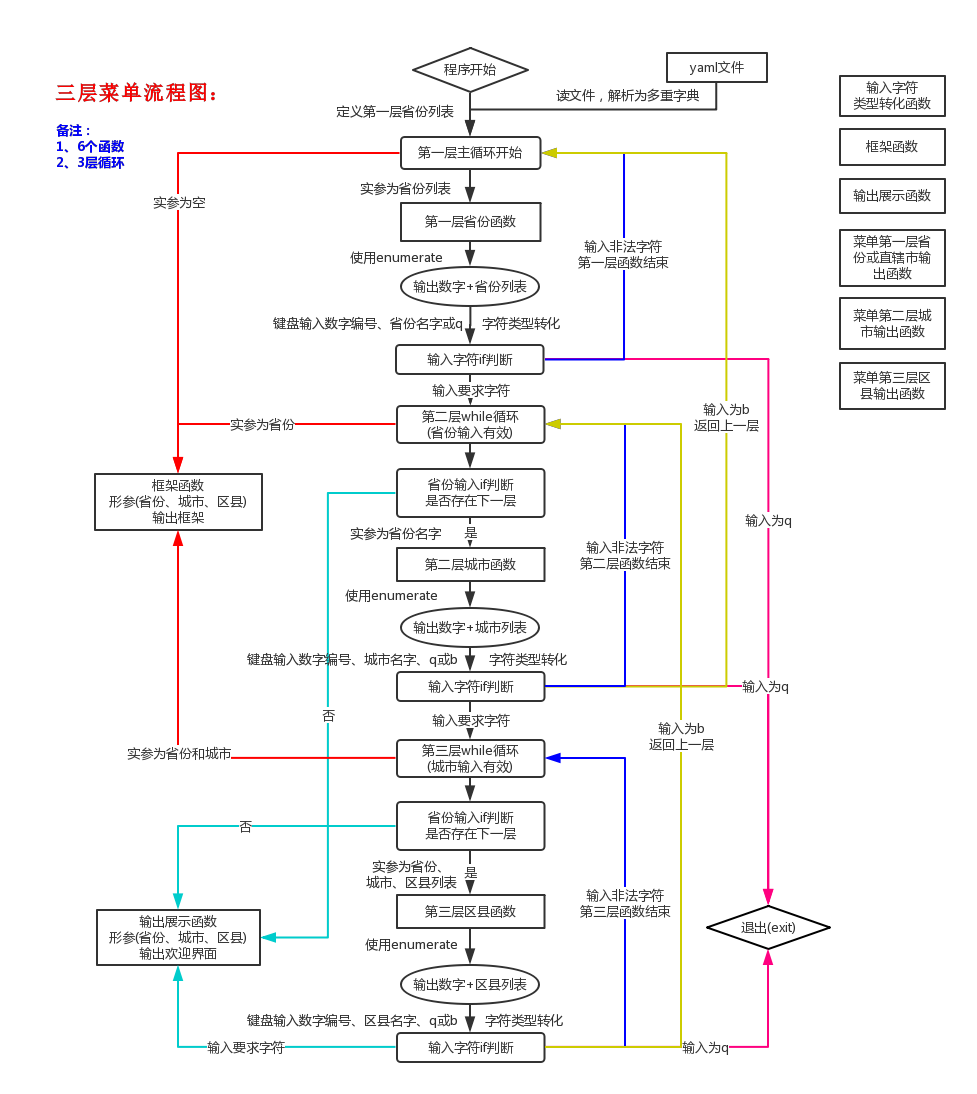 三层菜单流程图：
备注：
1、6个函数
2、3层循环
程序开始
yaml文件
读文件，解析为多重字典
定义第一层省份列表
第一层主循环开始
实参为空
实参为省份列表
第一层省份函数
使用enumerate
输出数字+省份列表
输入非法字符
第一层函数结束
键盘输入数字编号、省份名字或q
字符类型转化
输入字符if判断
输入要求字符
实参为省份
第二层while循环
(省份输入有效)
输入为b
返回上一层
框架函数
形参(省份、城市、区县)
输出框架
省份输入if判断
是否存在下一层
输入为q
实参为省份名字
是
第二层城市函数
输入非法字符
第二层函数结束
使用enumerate
输出数字+城市列表
键盘输入数字编号、城市名字、q或b
字符类型转化
输入字符if判断
输入为q
否
输入要求字符
输入为b
返回上一层
实参为省份和城市
第三层while循环
(城市输入有效)
否
省份输入if判断
是否存在下一层
实参为省份、
城市、区县列表
是
第三层区县函数
输入非法字符
第三层函数结束
输出展示函数
形参(省份、城市、区县)
输出欢迎界面
退出(exit)
使用enumerate
输出数字+区县列表
键盘输入数字编号、区县名字、q或b
字符类型转化
输入要求字符
输入字符if判断
输入为q
输入字符
类型转化函数
框架函数
输出展示函数
菜单第一层省
份或直辖市输
出函数
菜单第二层城
市输出函数
菜单第三层区
县输出函数